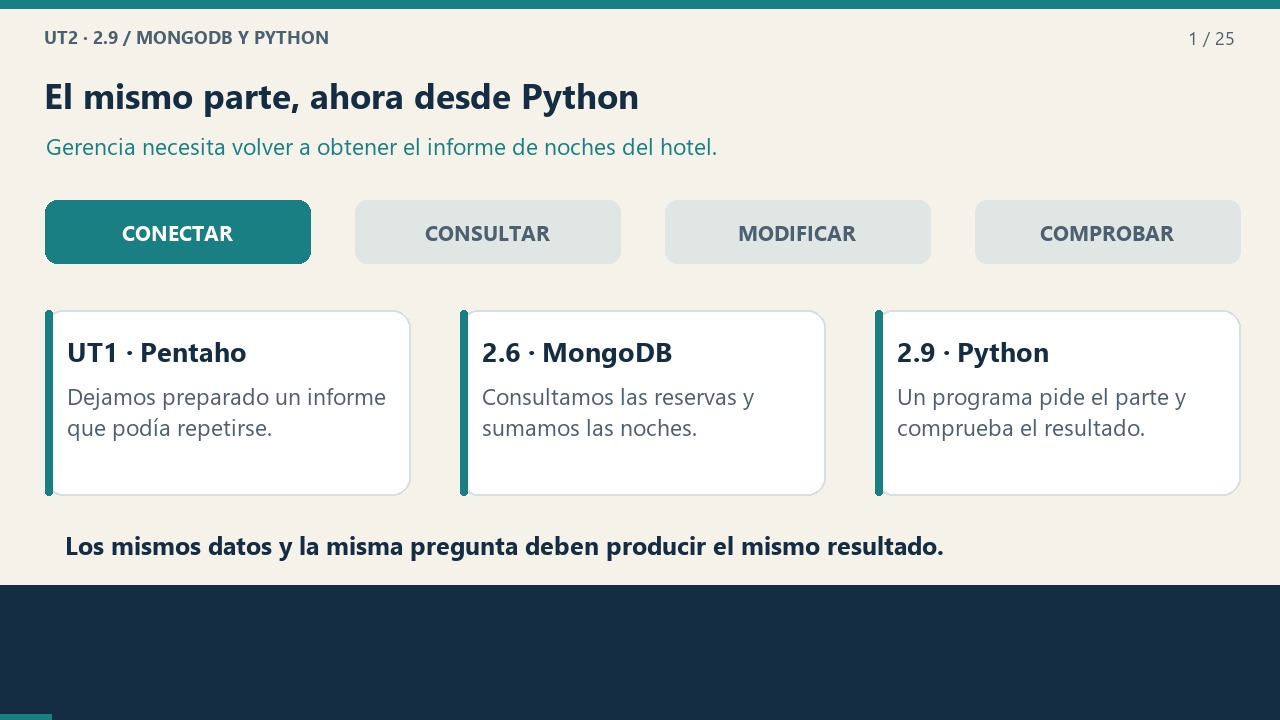 UT2 · 2.9 / MONGODB Y PYTHON
1 / 25
El mismo parte, ahora desde Python
Gerencia necesita volver a obtener el informe de noches del hotel.
CONECTAR
CONSULTAR
MODIFICAR
COMPROBAR
UT1 · Pentaho
Dejamos preparado un informe
que podía repetirse.
2.6 · MongoDB
Consultamos las reservas y
sumamos las noches.
2.9 · Python
Un programa pide el parte y
comprueba el resultado.
Los mismos datos y la misma pregunta deben producir el mismo resultado.